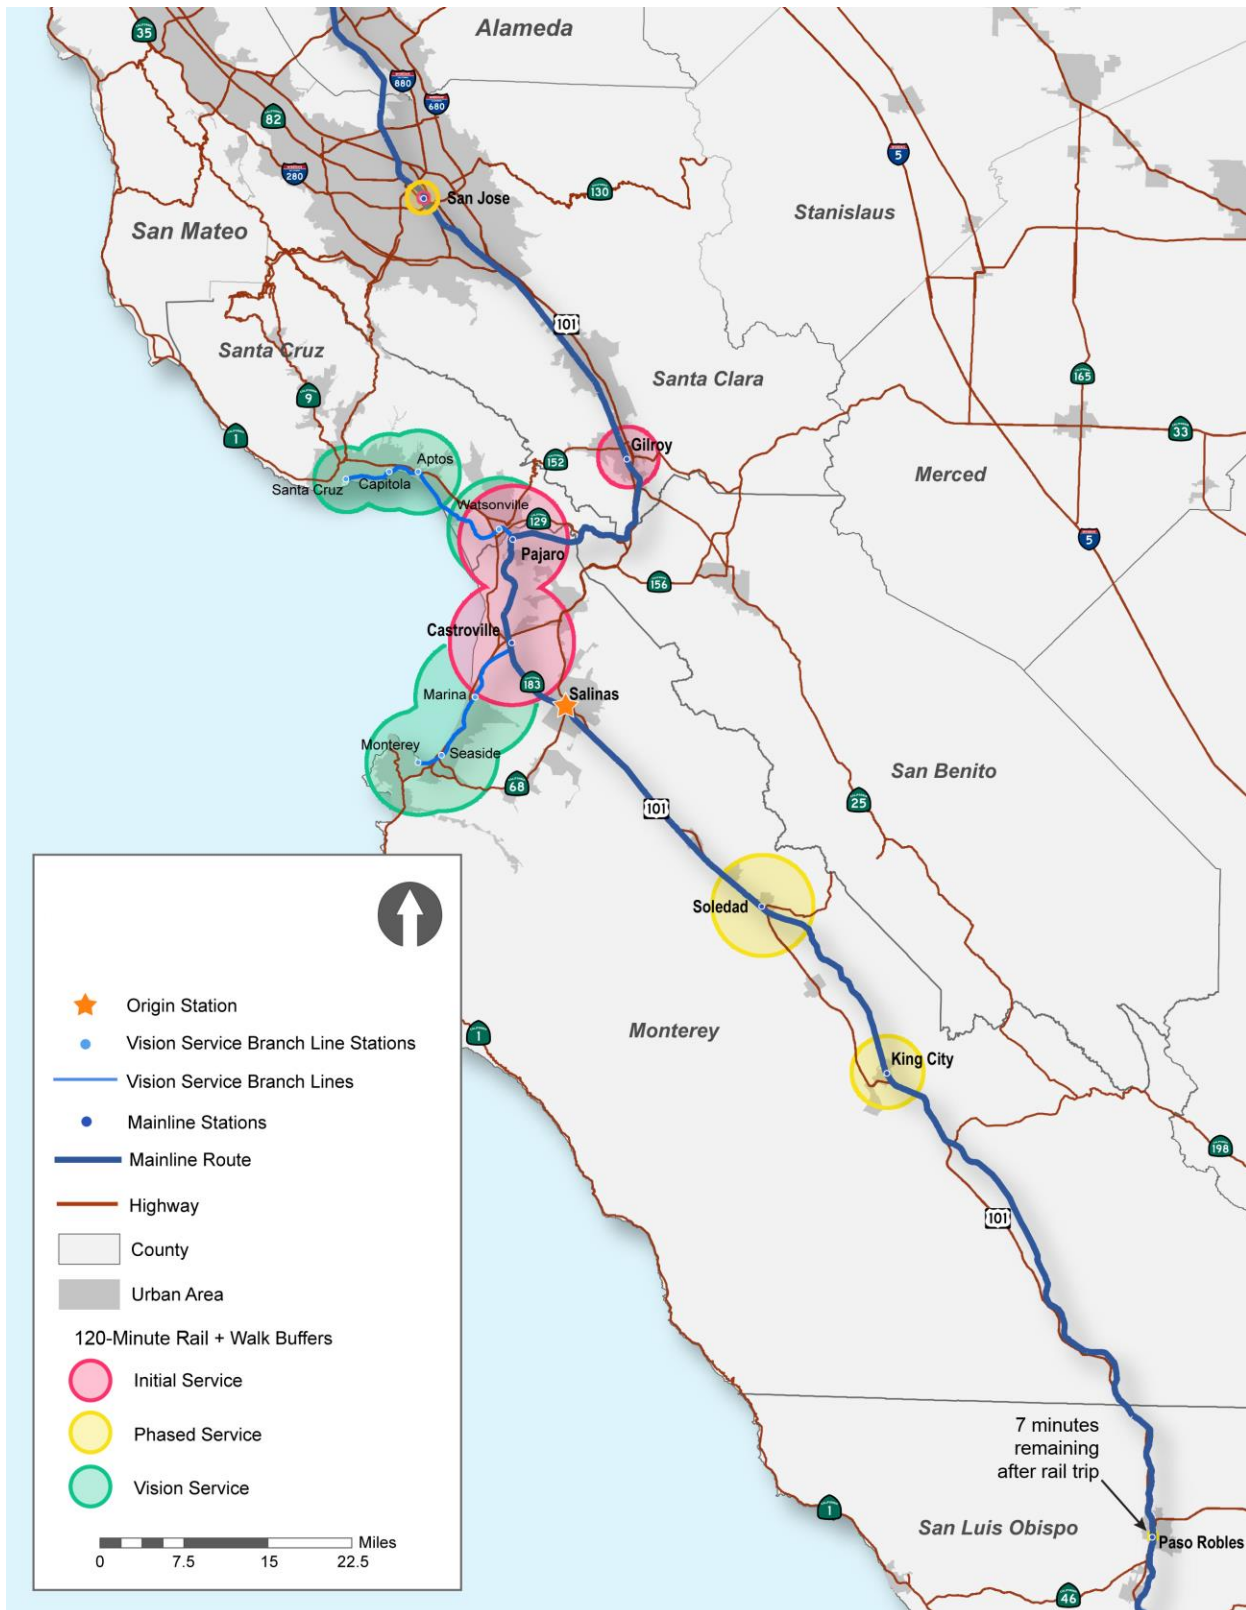 Alameda
35
880
680
82
280
San Jose
130
5
Stanislaus
San Mateo
101
Santa Cruz
Santa Clara
165
9
1
33
Gilroy
152
Merced
Aptos
Capitola
Santa Cruz
Watsonville
129
Pajaro
5
156
Castroville
183
Marina
Salinas
Monterey
Seaside
68
San Benito
25
101
Soledad
Monterey
1
King City
198
101
Origin Station
Vision Service Branch Line Stations
Vision Service Branch Lines
Mainline Stations
Mainline Route
Highway
County
Urban Area
120-Minute Rail + Walk Buffers
Initial Service
Phased Service
Vision Service
Miles
0 7.5 15 22.5
7 minutes
remaining
after rail trip
1
San Luis Obispo
Paso Robles
46